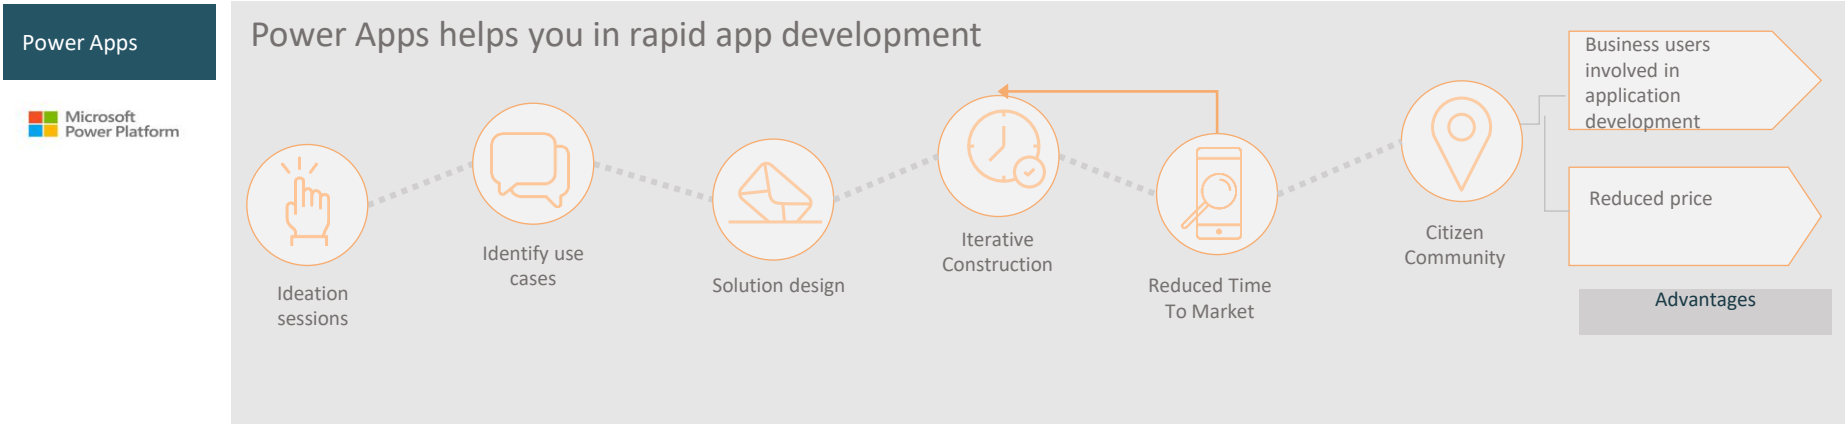 Power Apps
Microsoft
Power Platform
Power Apps helps you in rapid app development
Ideation
sessions
Identify use
cases
Solution design
Iterative
Construction
Reduced Time
To Market
Citizen
Community
Business users
involved in
application
development
Reduced price
Advantages